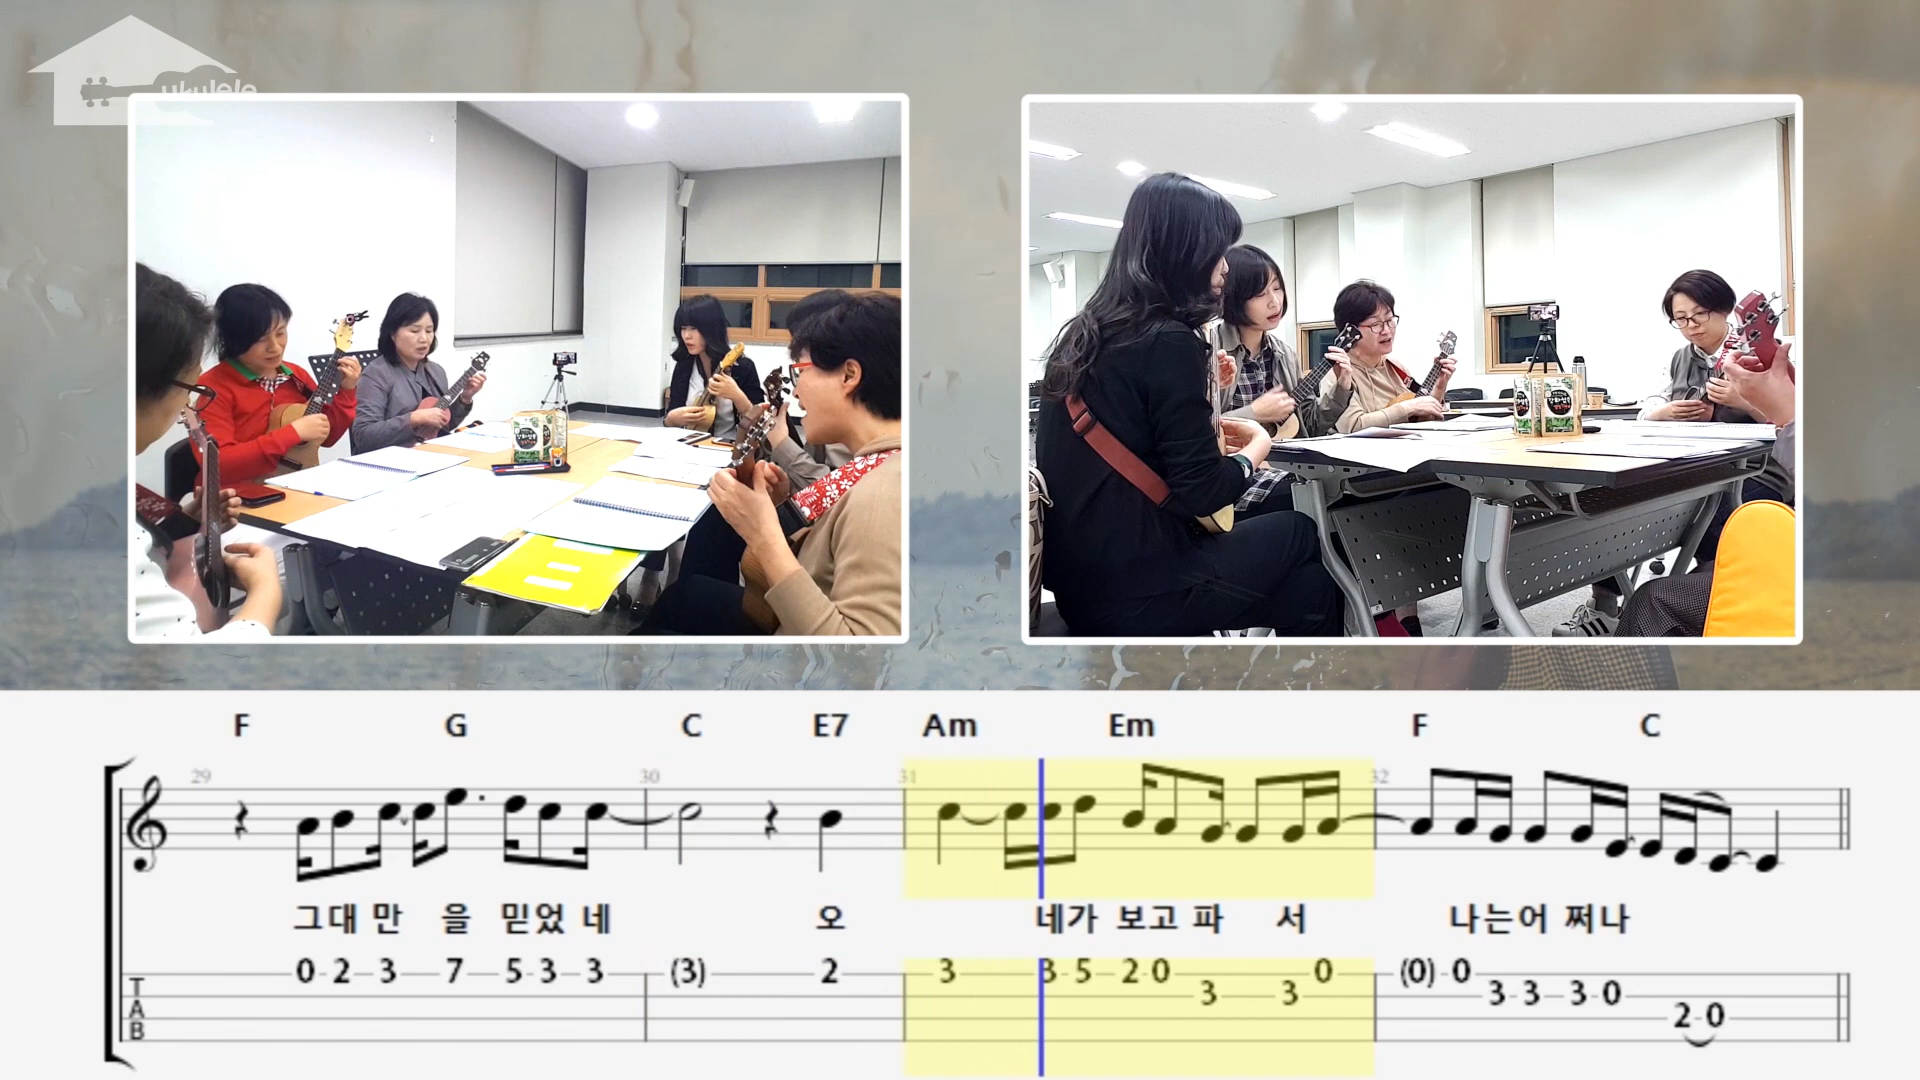 ukulele
F G C E7 Am Em F C
29 30 31 32
그대 만 을 믿었 네 오 네가 보고 파 서 나는어 쩌나
0 2 3 7 5 3 3 (3) 2 3 3 5 2 0 0 (0) 0
T 3 3 3 3 3 0
A 2 0
B